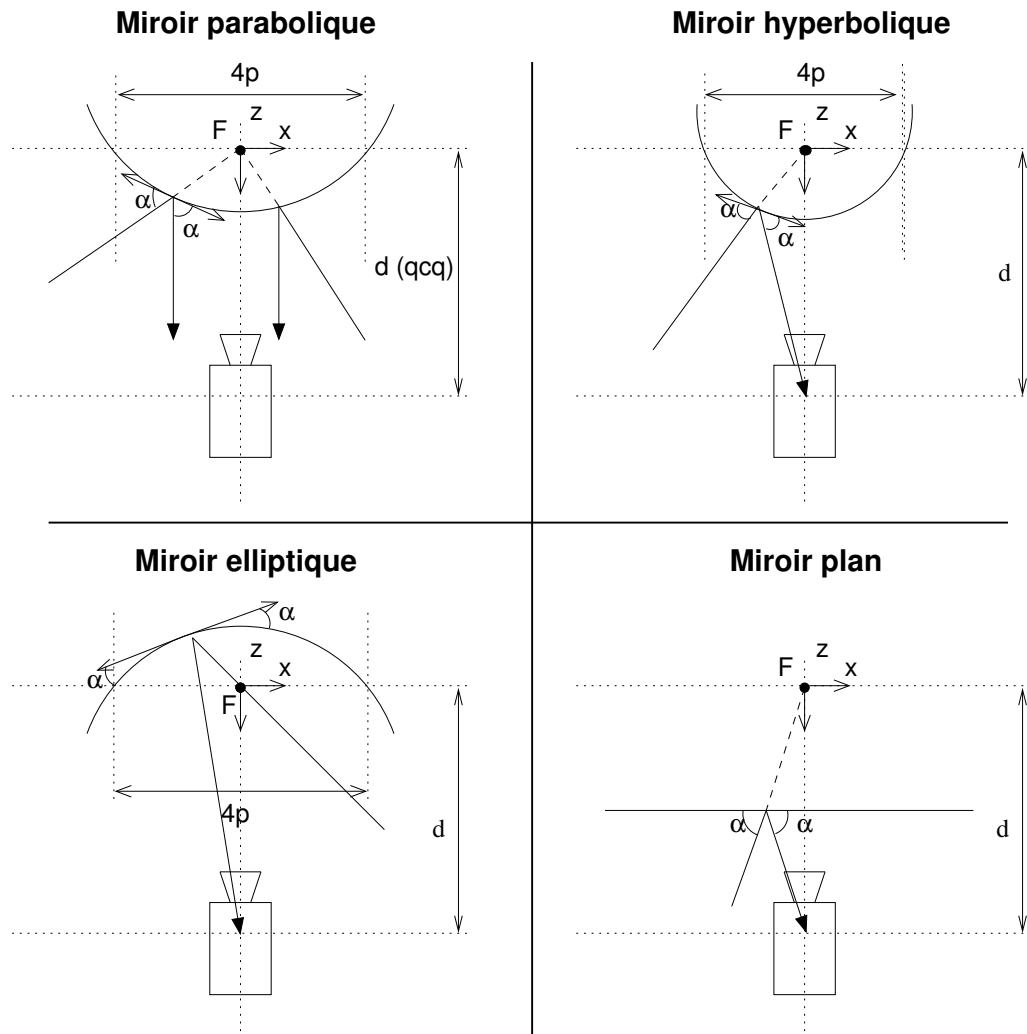 Miroir parabolique
4p
z
F
x
α
α
d (qcq)
Miroir hyperbolique
4p
z
F
x
α
α
d
Miroir elliptique
α
z
x
α
F
4p
d
Miroir plan
z
F
x
α
α
d